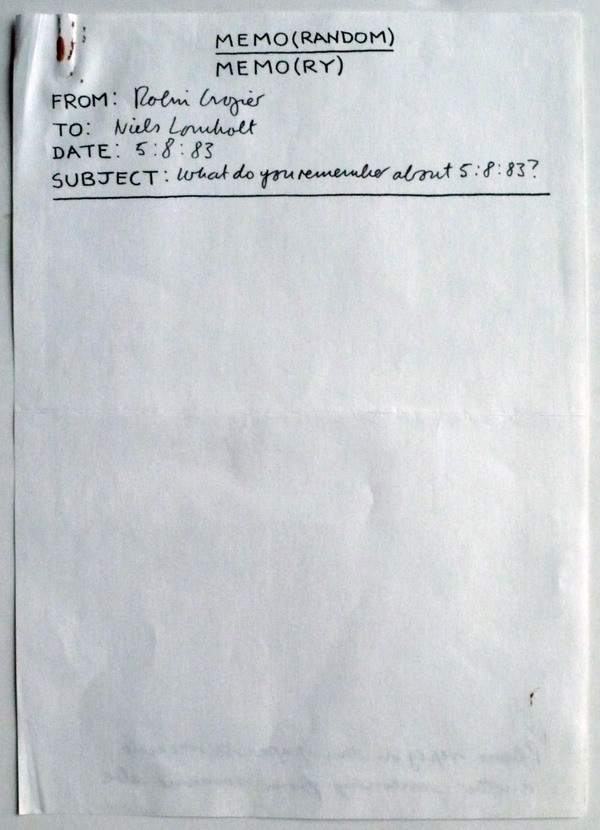 MEMO(RANDOM)
MEMO(RY)
FROM: Robin Crozier
TO: Niels Lomholt
DATE: 5:8:83
SUBJECT: What do you remember about 5:8:83?